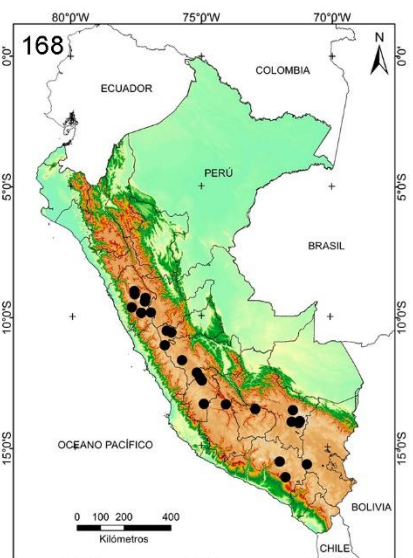 168
80°0'W 75°0'W 70°0'W
N
0°0' 0°0'
COLOMBIA
ECUADOR
PERÚ
5°0'S 5°0'S
BRASIL
10°0'S 10°0'S
15°0'S 15°0'S
OCEANO PACÍFICO
BOLIVIA
0 100 200 400
Kilómetros
CHILE